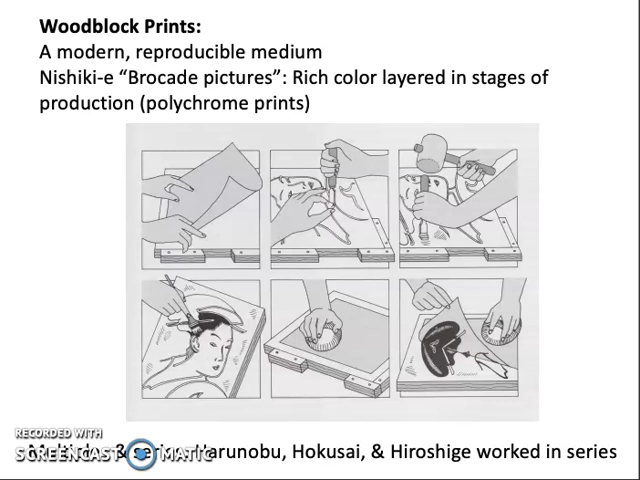 Woodblock Prints:
A modern, reproducible medium
Nishiki-e “Brocade pictures”: Rich color layered in stages of
production (polychrome prints)
RECORDED WITH
SCREENCAST MATIC
& Harunobu, Hokusai, & Hiroshige worked in series